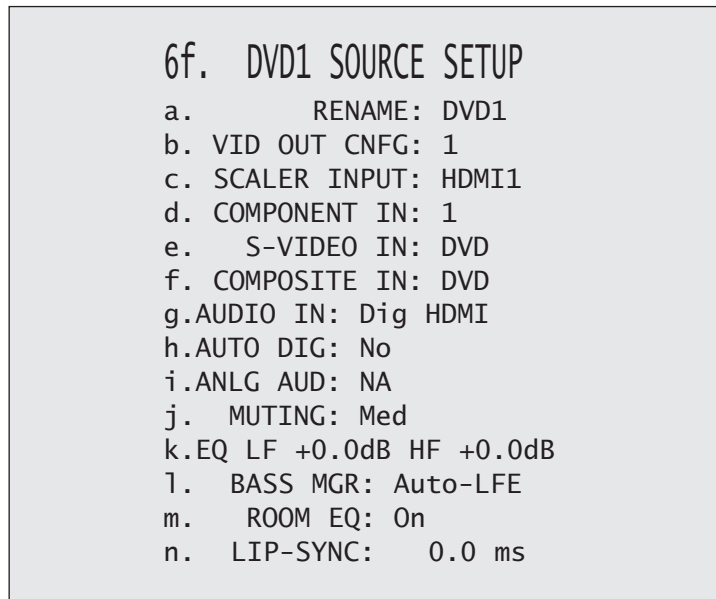 6f. DVD1 SOURCE SETUP
a. RENAME: DVD1
b. VID OUT CNFG: 1
c. SCALER INPUT: HDMI1
d. COMPONENT IN: 1
e. S-VIDEO IN: DVD
f. COMPOSITE IN: DVD
g.AUDIO IN: Dig HDMI
h.AUTO DIG: No
i.ANLG AUD: NA
j. MUTING: Med
k.EQ LF +0.0dB HF +0.0dB
l. BASS MGR: Auto-LFE
m. ROOM EQ: On
n. LIP-SYNC: 0.0 ms